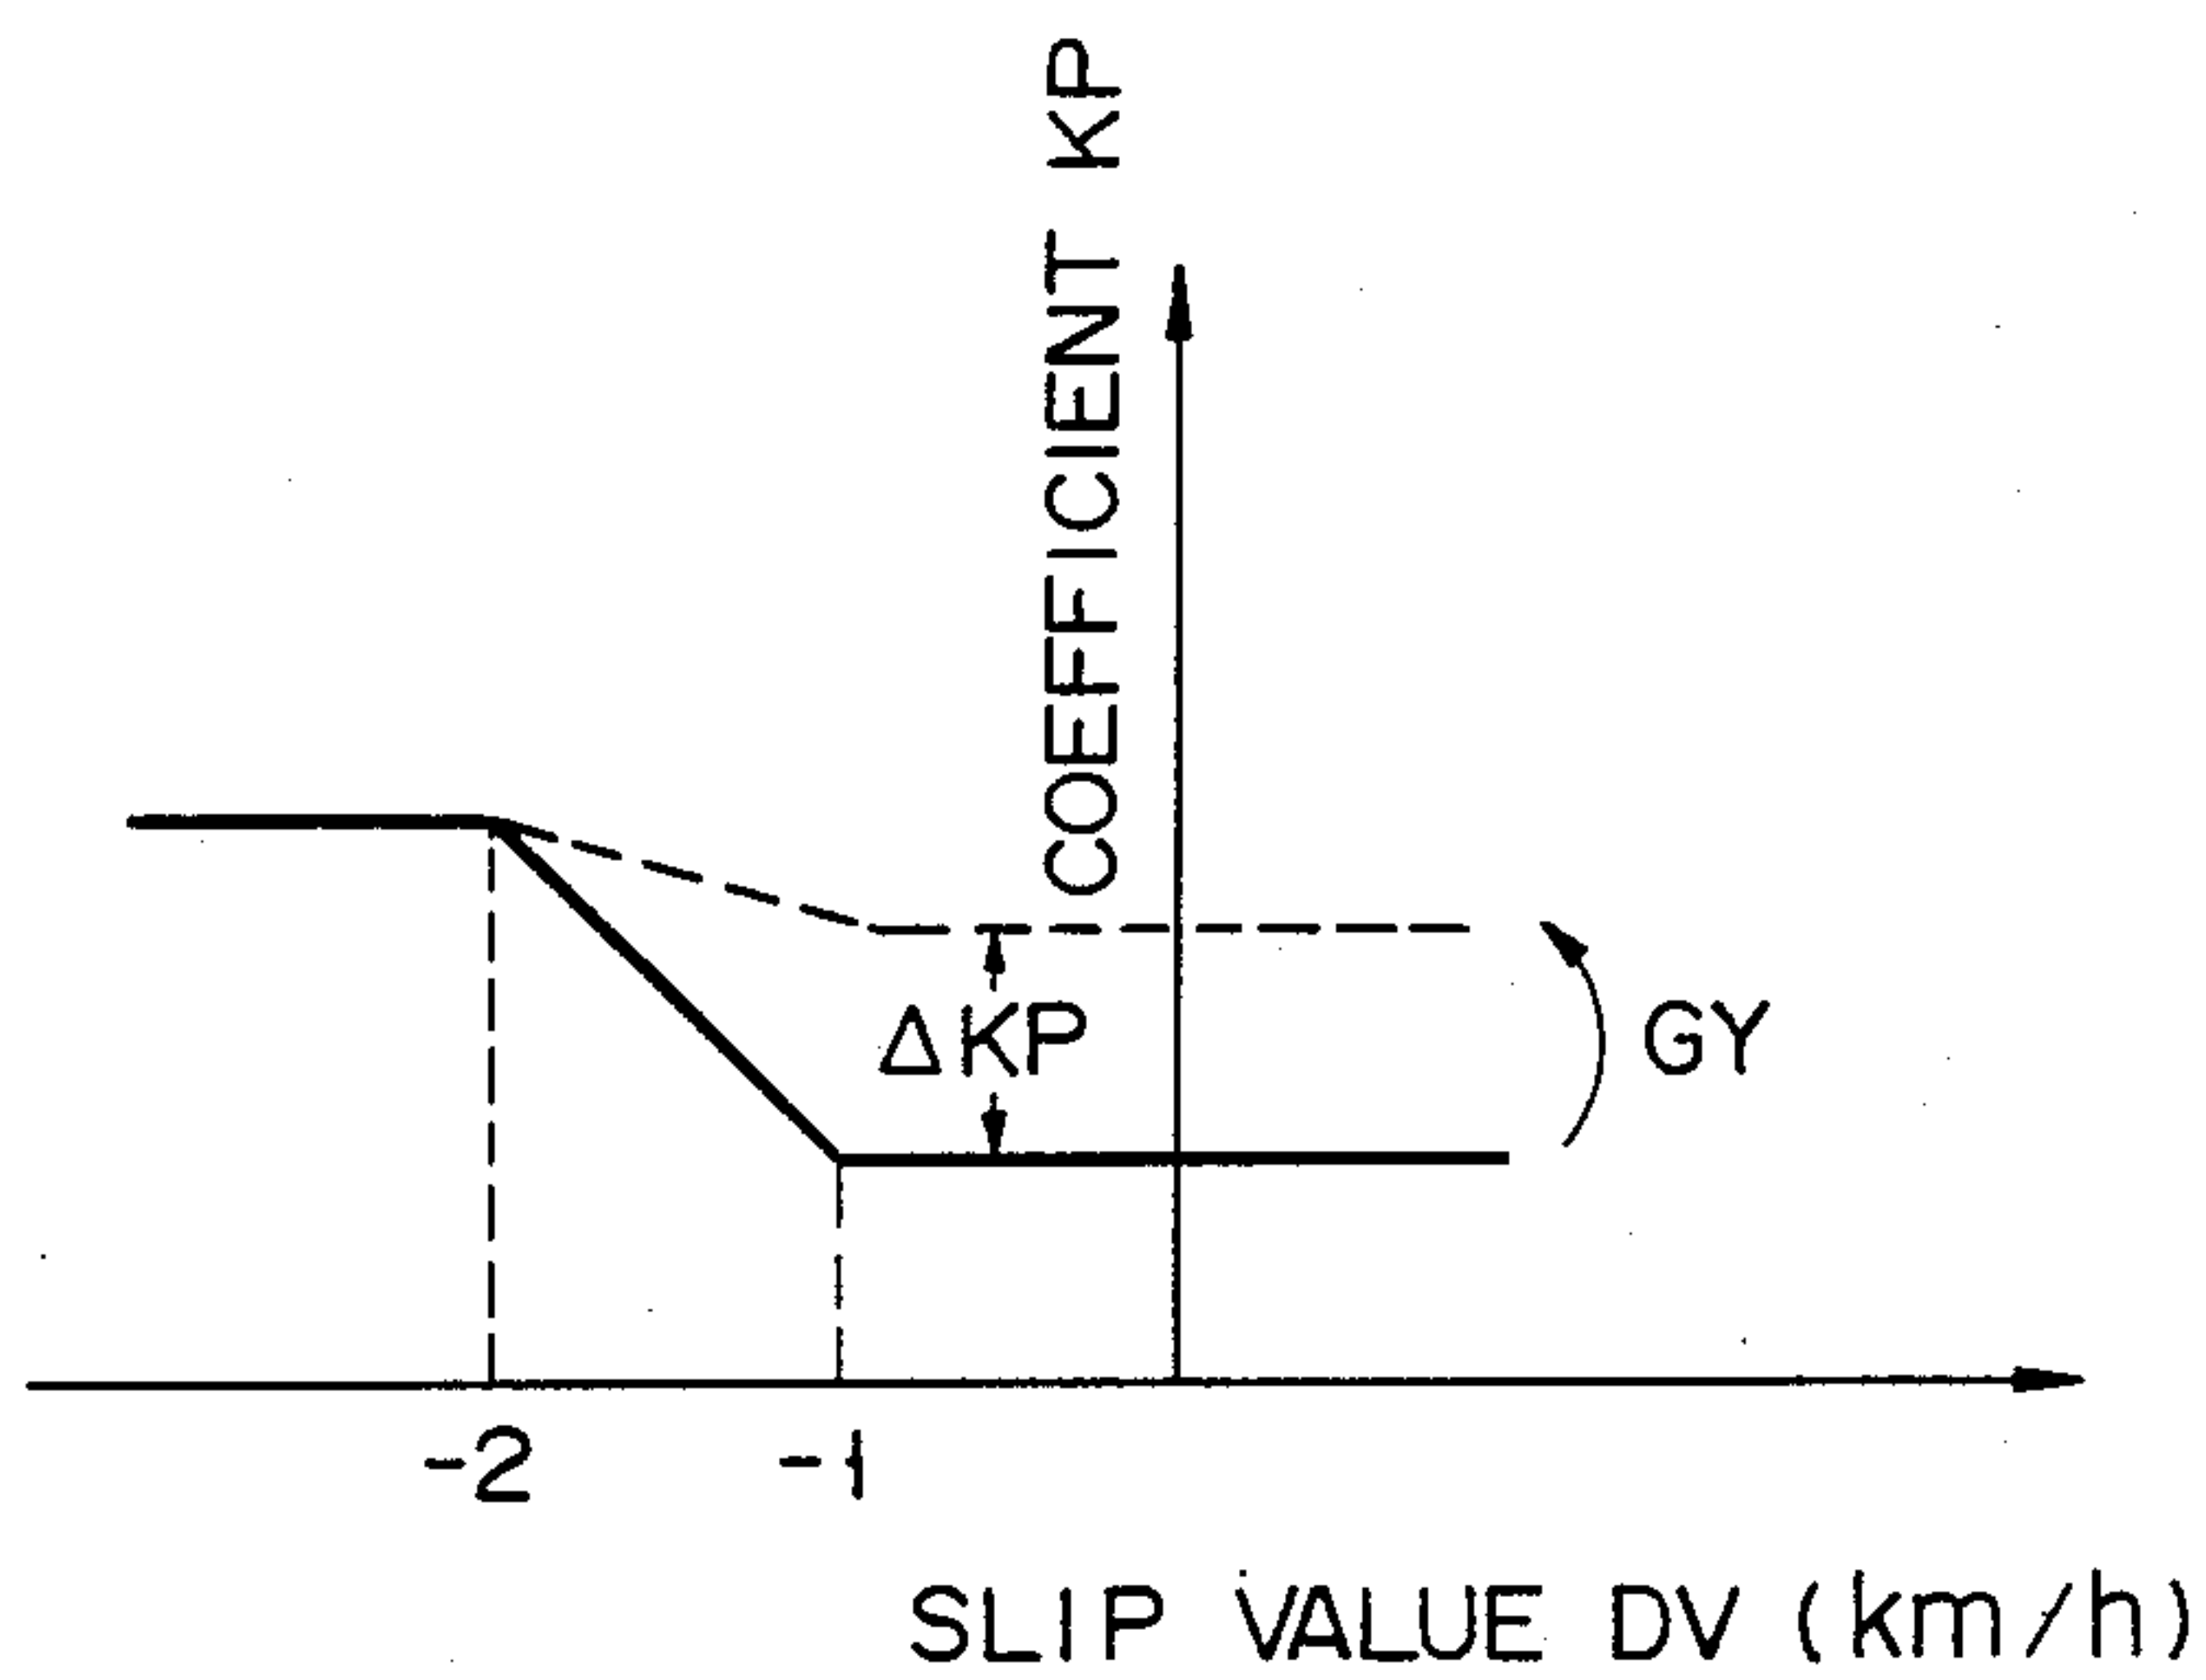 COEFFICIENT KP
ΔKP
GY
-2
-1
SLIP VALUE DV (km/h)